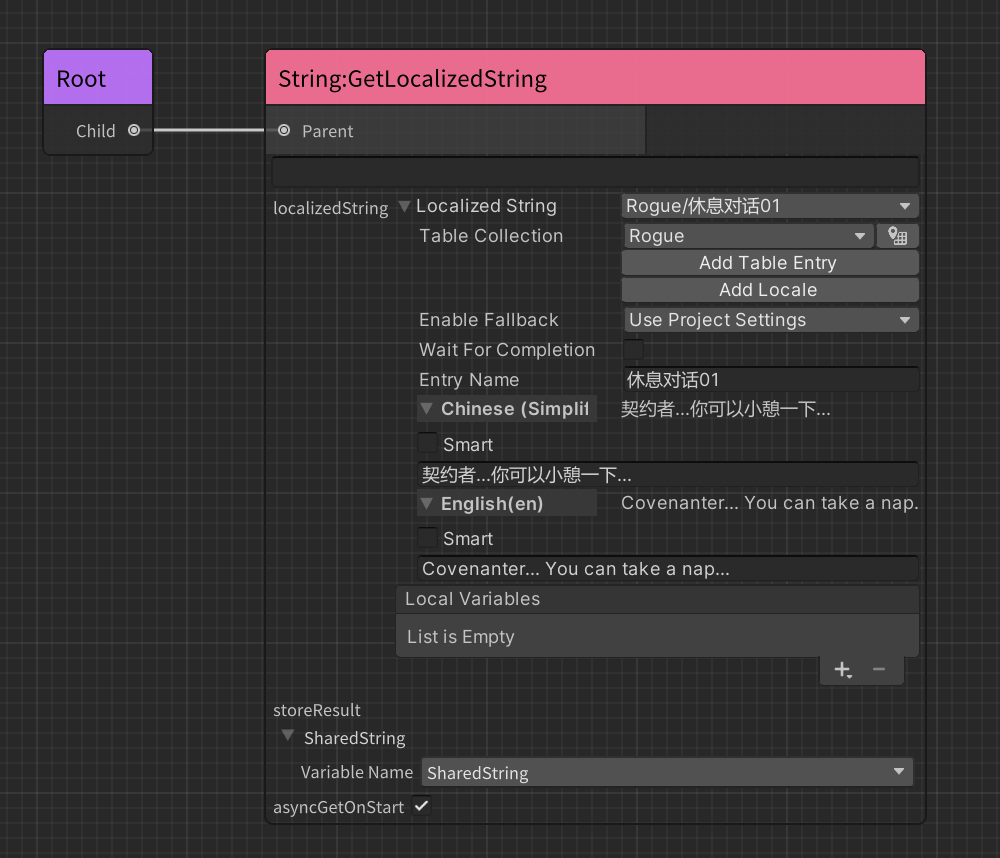 Root
String:GetLocalizedString
Child
Parent
localizedString
Localized String
Rogue/休息对话01
Table Collection
Rogue
Add Table Entry
Add Locale
Enable Fallback
Use Project Settings
Wait For Completion
Entry Name
休息对话01
Chinese (Simplif
契约者...你可以小憩一下...
Smart
契约者...你可以小憩一下...
English(en)
Covenanter... You can take a nap.
Smart
Covenanter... You can take a nap...
Local Variables
List is Empty
storeResult
SharedString
Variable Name
SharedString
asyncGetOnStart